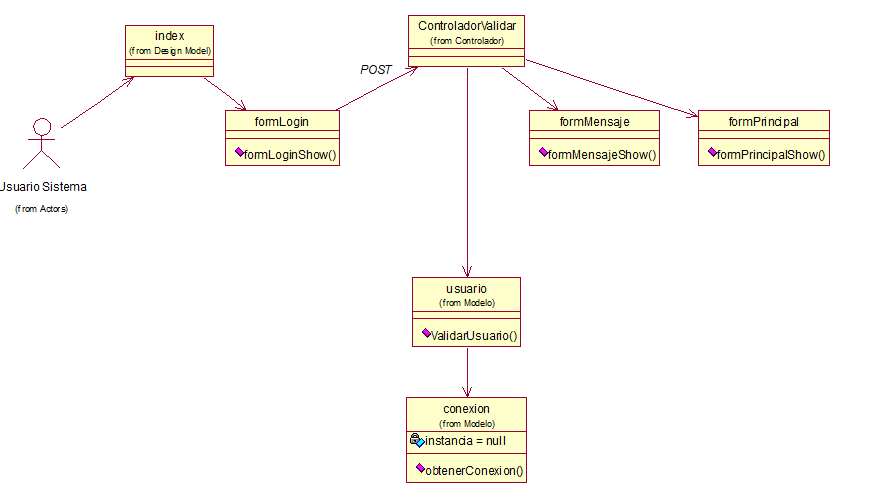 index
(from Design Model)
ControladorValidar
(from Controlador)
POST
formLogin
formLoginShow()
formMensaje
formMensajeShow()
formPrincipal
formPrincipalShow()
Usuario Sistema
(from Actors)
usuario
(from Modelo)
ValidarUsuario()
conexion
(from Modelo)
instancia = null
obtenerConexion()